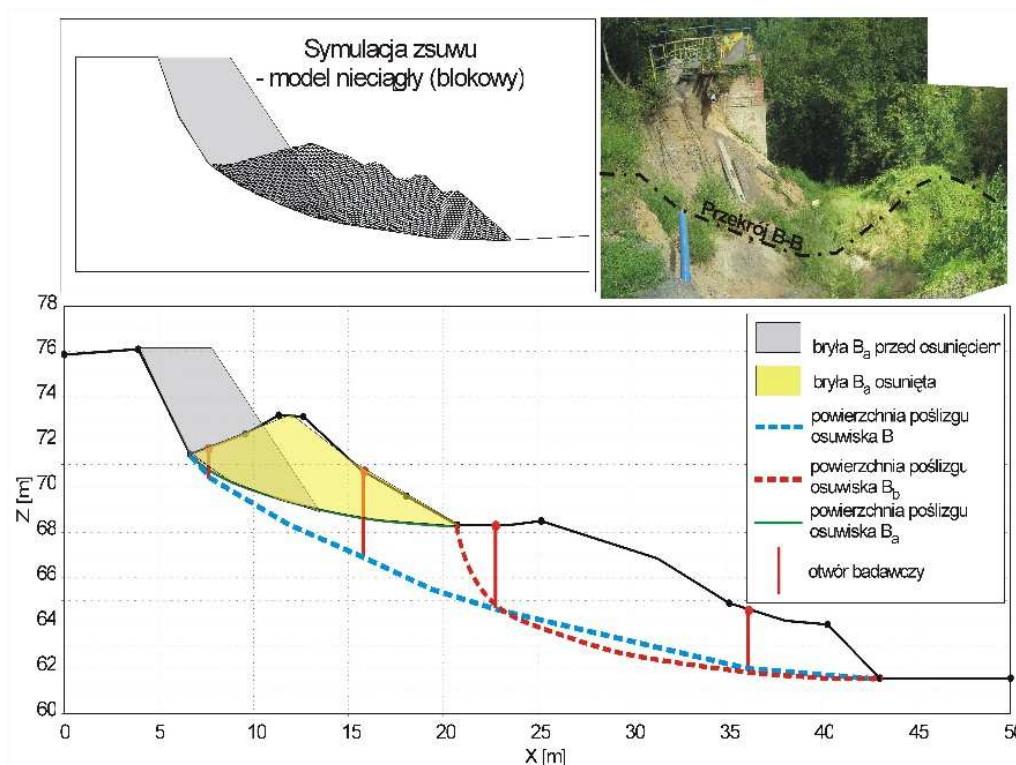 Symulacja zsuwu
- model nieciągły (blokowy)
Przekrój B-B
78
76
74
72
70
68
66
64
62
60
Z [m]
0
5
10
15
20
25
30
35
40
45
50
X [m]
bryła Ba przed osunięciem
bryła Ba osunięta
powierzchnia poślizgu
osuwiska B
powierzchnia poślizgu
osuwiska Bb
powierzchnia poślizgu
osuwiska Ba
otwór badawczy